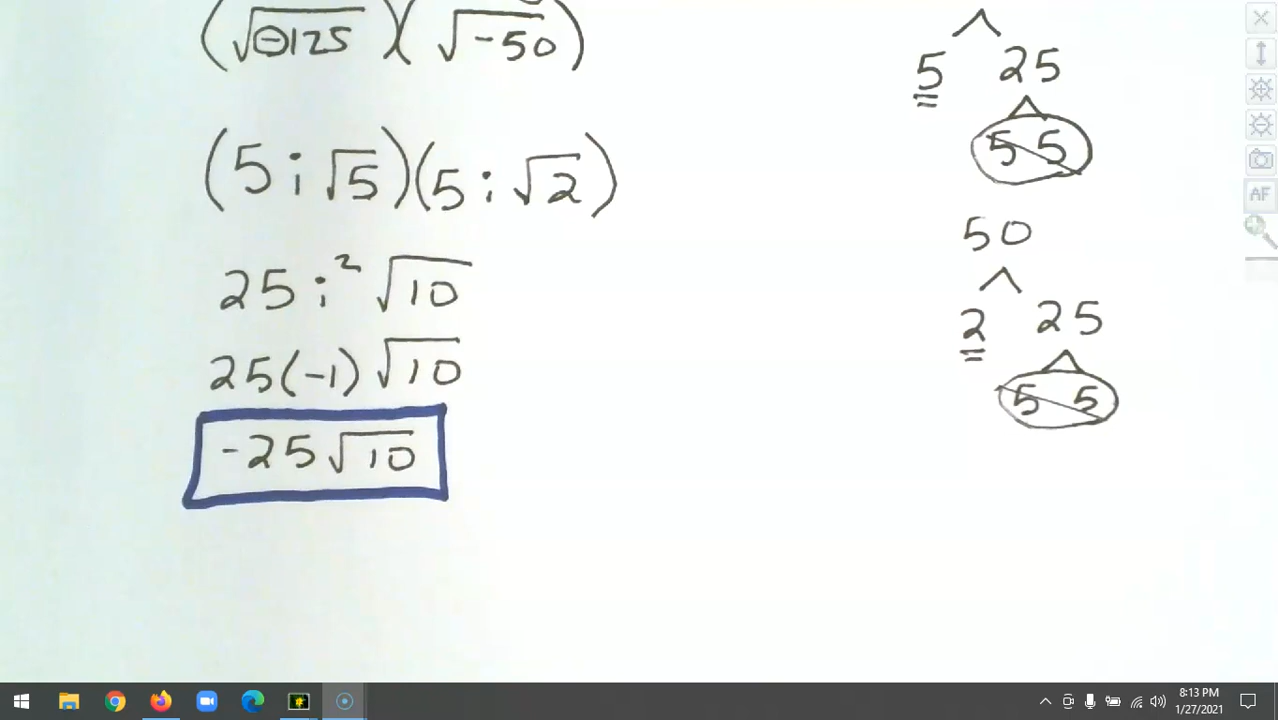 (√-125)(√-50)
(5i√5)(5i√2)
25i²√10
25(-1)√10
-25√10
5 25
5 5
50
2 25
5 5
AF
8:13 PM
1/27/2021